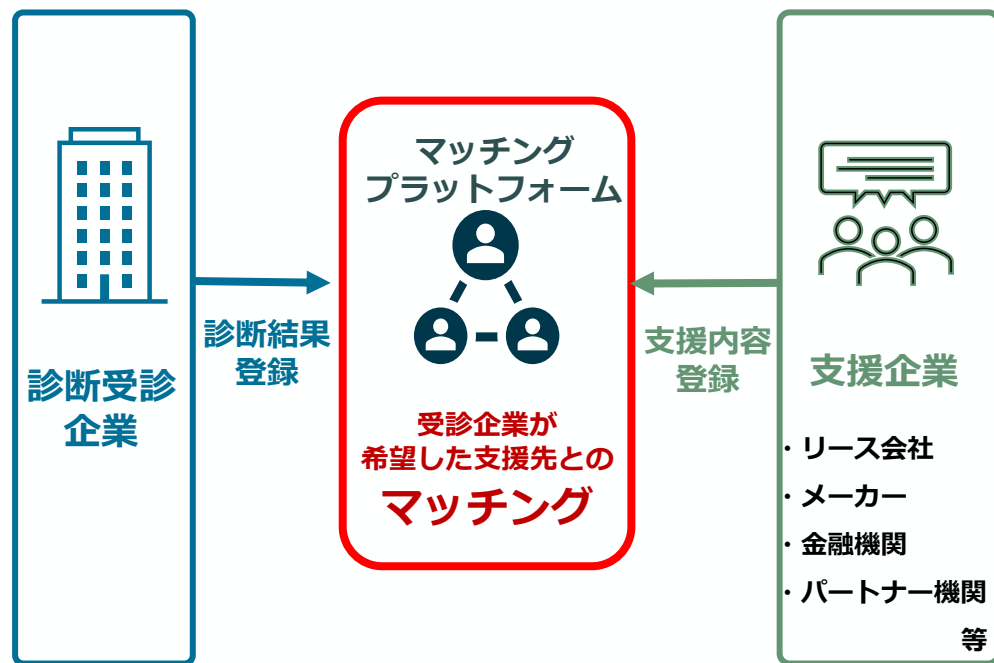 診断受診
企業
診断結果
登録
マッチング
プラットフォーム
受診企業が
希望した支援先との
マッチング
支援内容
登録
支援企業
・リース会社
・メーカー
・金融機関
・パートナー機関
等